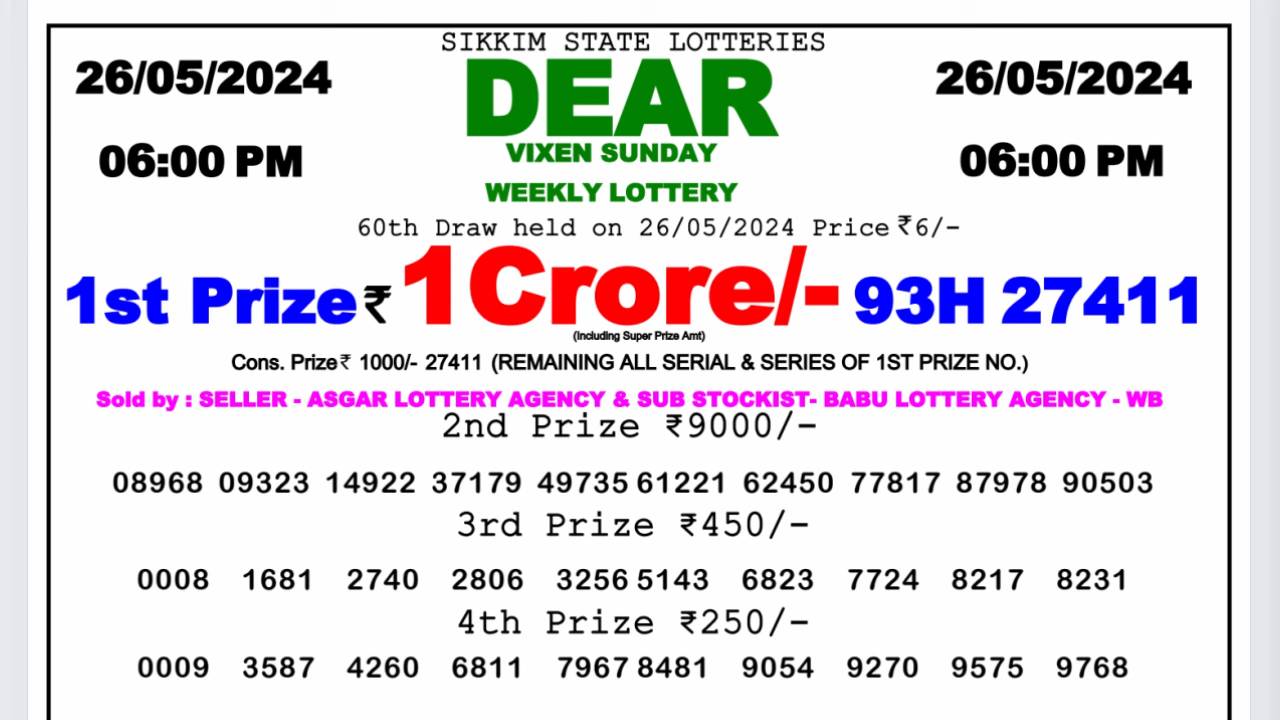 SIKKIM STATE LOTTERIES
26/05/2024 DEAR 26/05/2024
VIXEN SUNDAY
06:00 PM 06:00 PM
WEEKLY LOTTERY
60th Draw held on 26/05/2024 Price ₹6/-
1st Prize ₹ 1Crore/- 93H 27411
(Including Super Prize Amt)
Cons. Prize ₹ 1000/- 27411 (REMAINING ALL SERIAL & SERIES OF 1ST PRIZE NO.)
Sold by : SELLER - ASGAR LOTTERY AGENCY & SUB STOCKIST- BABU LOTTERY AGENCY - WB
2nd Prize ₹9000/-
08968 09323 14922 37179 49735 61221 62450 77817 87978 90503
3rd Prize ₹450/-
0008 1681 2740 2806 3256 5143 6823 7724 8217 8231
4th Prize ₹250/-
0009 3587 4260 6811 7967 8481 9054 9270 9575 9768